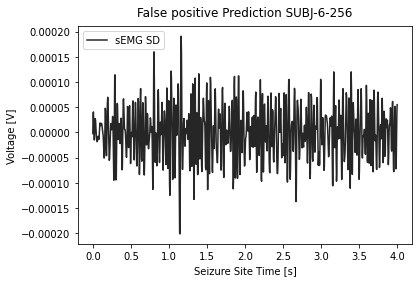 False positive Prediction SUBJ-6-256
sEMG SD
Voltage [V]
0.00020
0.00015
0.00010
0.00005
0.00000
−0.00005
−0.00010
−0.00015
−0.00020
0.0 0.5 1.0 1.5 2.0 2.5 3.0 3.5 4.0
Seizure Site Time [s]